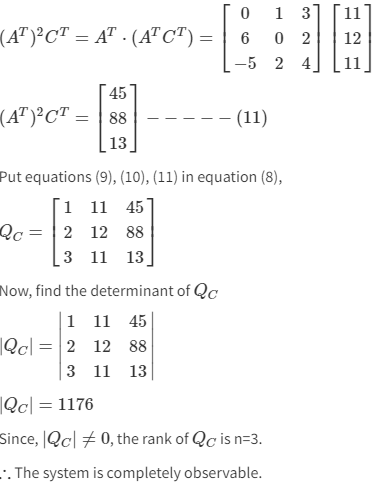 (A^T)^2 C^T = A^T · (A^T C^T) = [0 1 3; 6 0 2; −5 2 4] [11; 12; 11]
(A^T)^2 C^T = [45; 88; 13] − − − − − (11)
Put equations (9), (10), (11) in equation (8),
Q_C = [1 11 45; 2 12 88; 3 11 13]
Now, find the determinant of Q_C
|Q_C| = |1 11 45; 2 12 88; 3 11 13|
|Q_C| = 1176
Since, |Q_C| ≠ 0, the rank of Q_C is n=3.
∴ The system is completely observable.